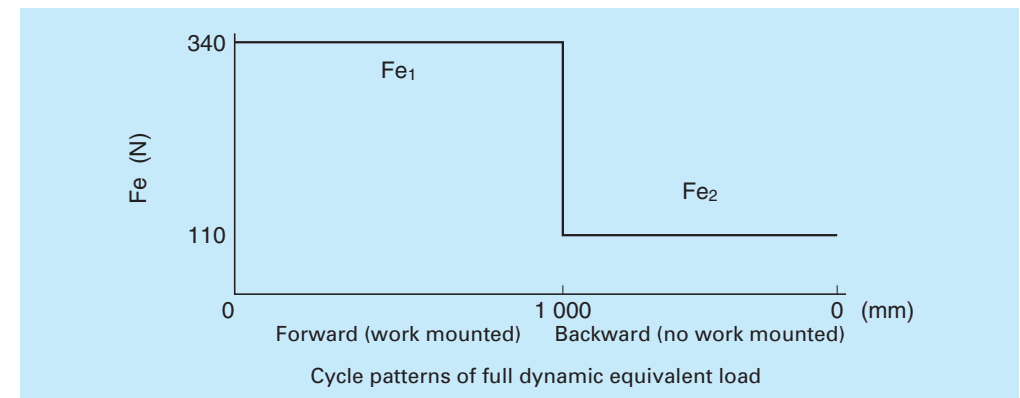 340
Fe₁
Fe (N)
Fe₂
110
0 1 000 0 (mm)
Forward (work mounted) Backward (no work mounted)
Cycle patterns of full dynamic equivalent load